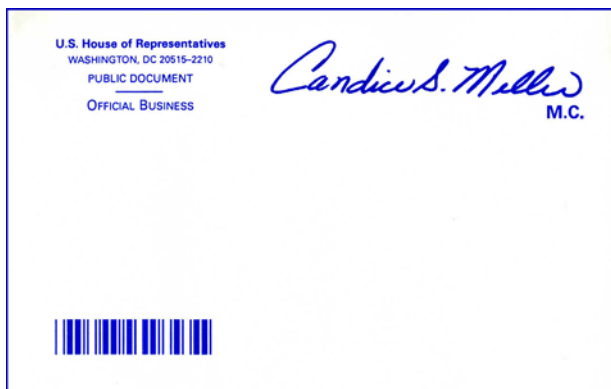 U.S. House of Representatives
WASHINGTON, DC 20515–2210
PUBLIC DOCUMENT
OFFICIAL BUSINESS
Candice S. Miller
M.C.